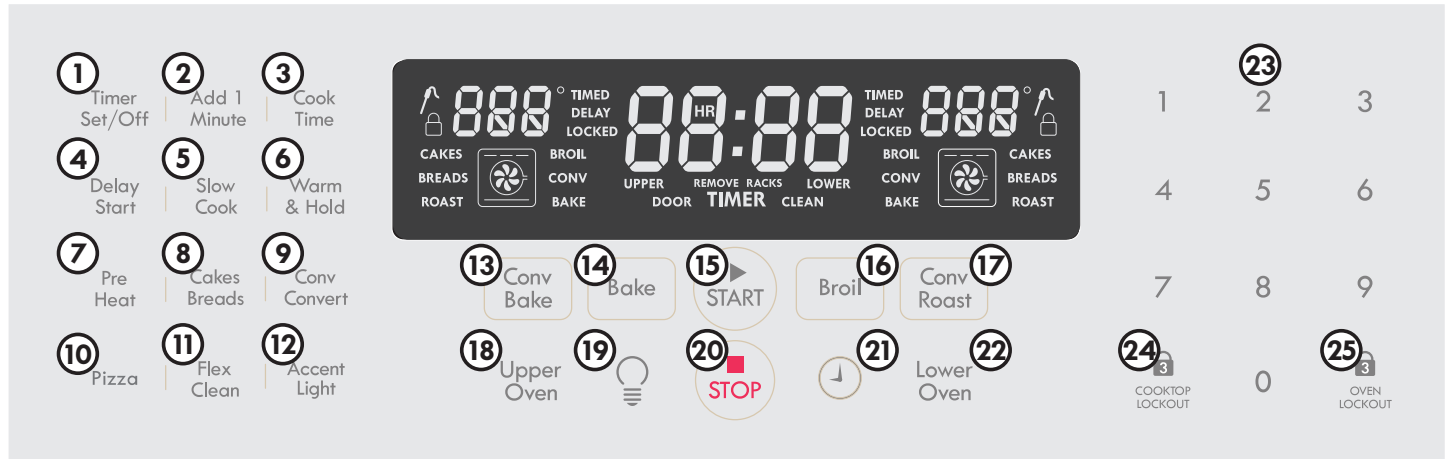 1
Timer
Set/Off
2
Add 1
Minute
3
Cook
Time
4
Delay
Start
5
Slow
Cook
6
Warm
& Hold
7
Pre
Heat
8
Cakes
Breads
9
Conv
Convert
10
Pizza
11
Flex
Clean
12
Accent
Light
888°
TIMED
DELAY
LOCKED
CAKES
BREADS
ROAST
BROIL
CONV
BAKE
88:88
HR
UPPER
REMOVE RACKS
LOWER
DOOR TIMER CLEAN
TIMED
DELAY
LOCKED
888°
BROIL
CONV
BAKE
CAKES
BREADS
ROAST
13
Conv
Bake
14
Bake
15
START
16
Broil
17
Conv
Roast
18
Upper
Oven
19
20
STOP
21
22
Lower
Oven
23
1 2 3
4 5 6
7 8 9
24
3
COOKTOP
LOCKOUT
0
25
3
OVEN
LOCKOUT